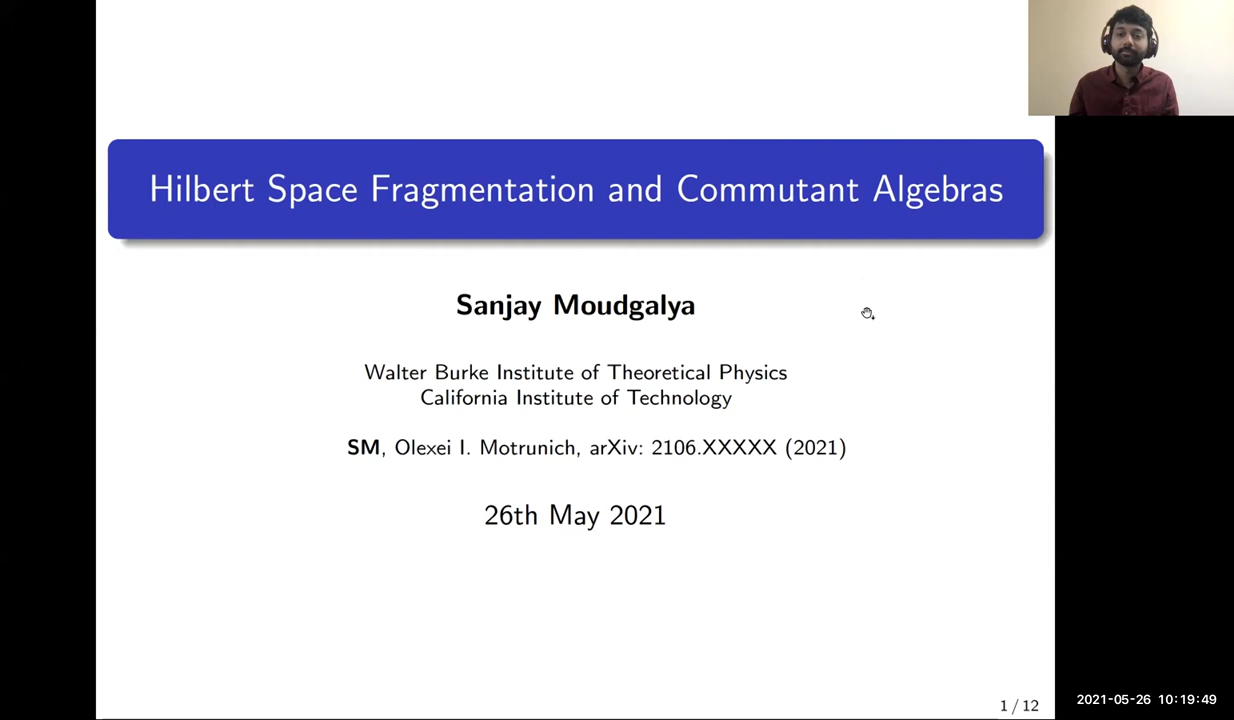 Hilbert Space Fragmentation and Commutant Algebras
Sanjay Moudgalya
Walter Burke Institute of Theoretical Physics
California Institute of Technology
SM, Olexei I. Motrunich, arXiv: 2106.XXXXX (2021)
26th May 2021
1 / 12
2021-05-26 10:19:49